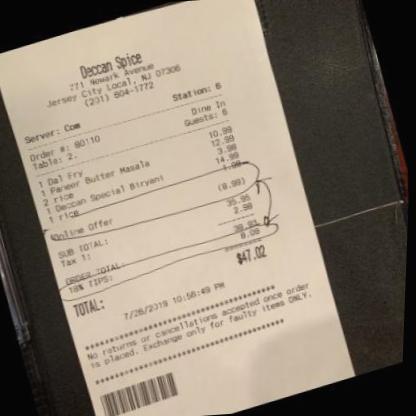 Deccan Spice
771 Newark Avenue
Jersey City Local, NJ 07306
(201) 604-1772
Station: 6
Server: Com
Order #: 80110 Dine In
Table: 2. Guests: 6
1 Dal Fry 10.99
1 Paneer Butter Masala 12.99
2 rice 3.98
1 Deccan Special Biryani 14.99
1 rice 1.99
Online Offer (8.99)
SUB TOTAL: 35.95
Tax 1: 2.98
ORDER TOTAL: 38.93
18% TIPS: 8.09
TOTAL: $47.02
7/26/2019 10:56:49 PM
No returns or cancellations accepted once order
is placed. Exchange only for faulty items ONLY.